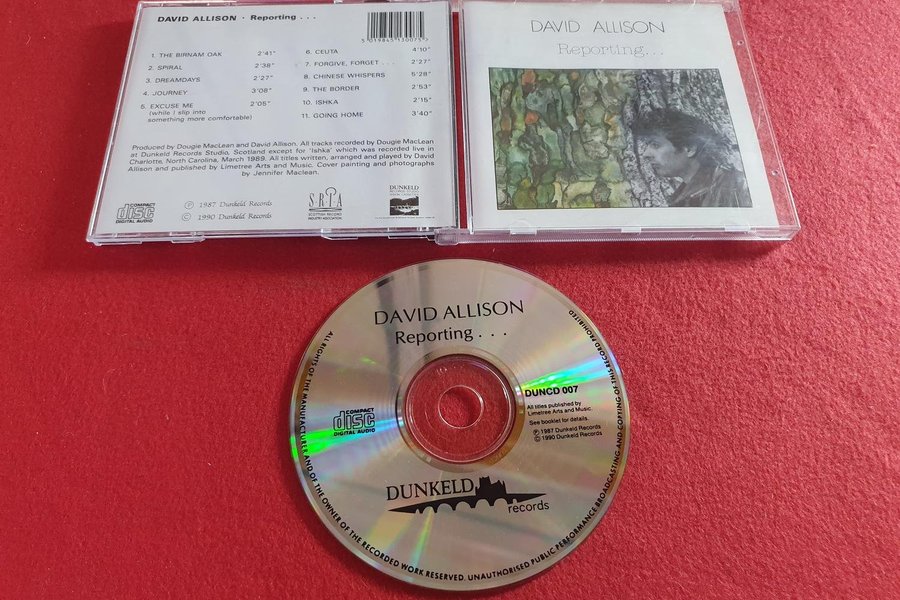 DAVID ALLISON · Reporting . . .
5 019845 130075
1. THE BIRNAM OAK 2'41"
2. SPIRAL 2'38"
3. DREAMDAYS 2'27"
4. JOURNEY 3'08"
5. EXCUSE ME 2'05"
(while I slip into
something more comfortable)
6. CEUTA 4'10"
7. FORGIVE, FORGET . . . 2'27"
8. CHINESE WHISPERS 5'28"
9. THE BORDER 2'53"
10. ISHKA 2'15"
11. GOING HOME 3'40"
Produced by Dougie MacLean and David Allison. All tracks recorded by Dougie MacLean
at Dunkeld Records Studio, Scotland except for 'Ishka' which was recorded live in
Charlotte, North Carolina, March 1989. All titles written, arranged and played by David
Allison and published by Limetree Arts and Music. Cover painting and photographs
by Jennifer Maclean.
COMPACT
disc
DIGITAL AUDIO
Ⓟ 1987 Dunkeld Records
© 1990 Dunkeld Records
SRIA
SCOTTISH RECORD
INDUSTRY ASSOCIATION
DUNKELD
DAVID ALLISON
Reporting...
DAVID ALLISON
Reporting . . .
COMPACT
disc
DIGITAL AUDIO
DUNCD 007
All titles published by
Limetree Arts and Music.
See booklet for details.
Ⓟ 1987 Dunkeld Records
© 1990 Dunkeld Records
DUNKELD
records
ALL RIGHTS OF THE MANUFACTURER AND OF THE OWNER OF THE RECORDED WORK RESERVED. UNAUTHORISED PUBLIC PERFORMANCE BROADCASTING AND COPYING OF THIS RECORD PROHIBITED